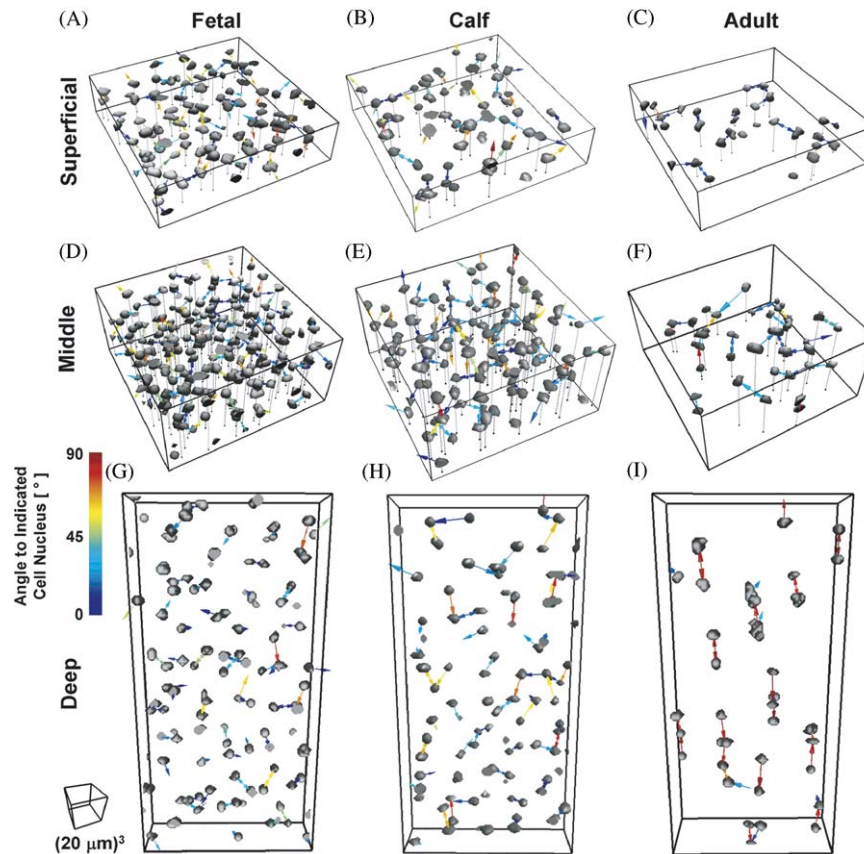 Fetal
Calf
Adult
(A)
(B)
(C)
Superficial
(D)
(E)
(F)
Middle
90
45
0
Angle to Indicated
Cell Nucleus [ ° ]
(G)
(H)
(I)
Deep
(20 μm)³